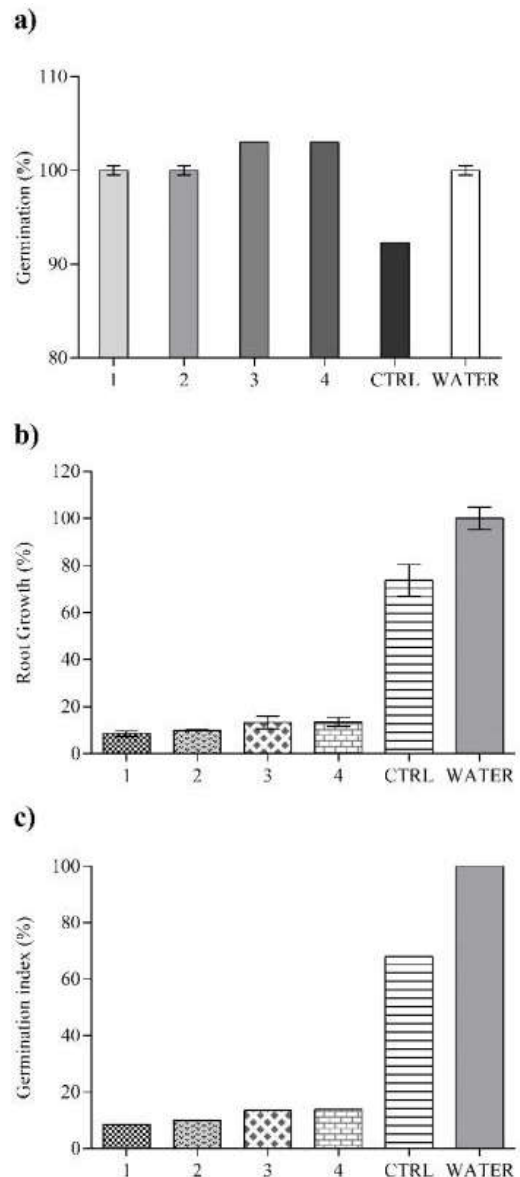 a)
Germination (%)
110
100
90
80
1 2 3 4 CTRL WATER
b)
Root Growth (%)
120
100
80
60
40
20
0
1 2 3 4 CTRL WATER
c)
Germination index (%)
100
80
60
40
20
0
1 2 3 4 CTRL WATER